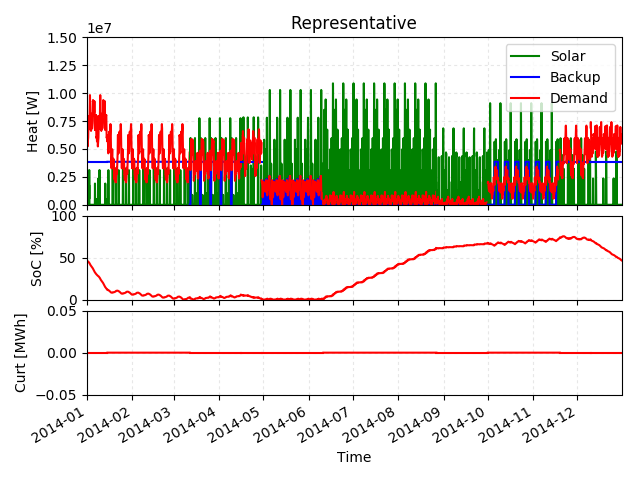 Representative
1e7
1.50
1.25
1.00
0.75
0.50
0.25
0.00
Heat [W]
Solar
Backup
Demand
100
50
0
SoC [%]
0.05
0.00
−0.05
Curt [MWh]
2014-01
2014-02
2014-03
2014-04
2014-05
2014-06
2014-07
2014-08
2014-09
2014-10
2014-11
2014-12
Time